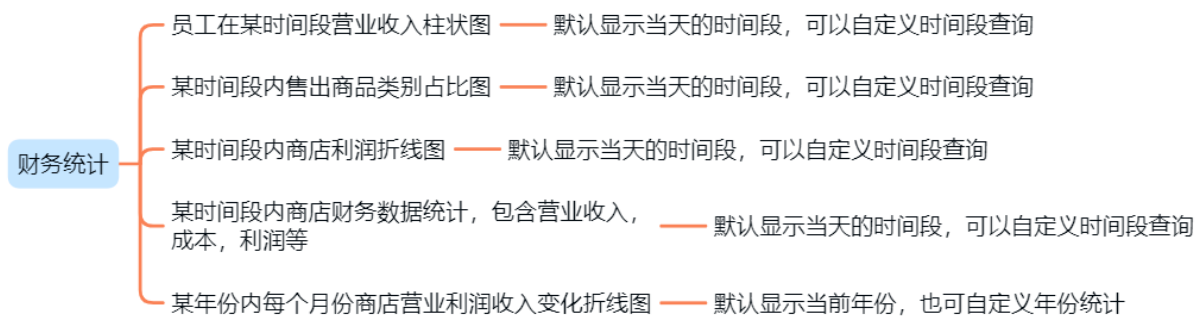 员工在某时间段营业收入柱状图
默认显示当天的时间段，可以自定义时间段查询
某时间段内售出商品类别占比图
默认显示当天的时间段，可以自定义时间段查询
财务统计
某时间段内商店利润折线图
默认显示当天的时间段，可以自定义时间段查询
某时间段内商店财务数据统计，包含营业收入，
成本，利润等
默认显示当天的时间段，可以自定义时间段查询
某年份内每个月份商店营业利润收入变化折线图
默认显示当前年份，也可自定义年份统计